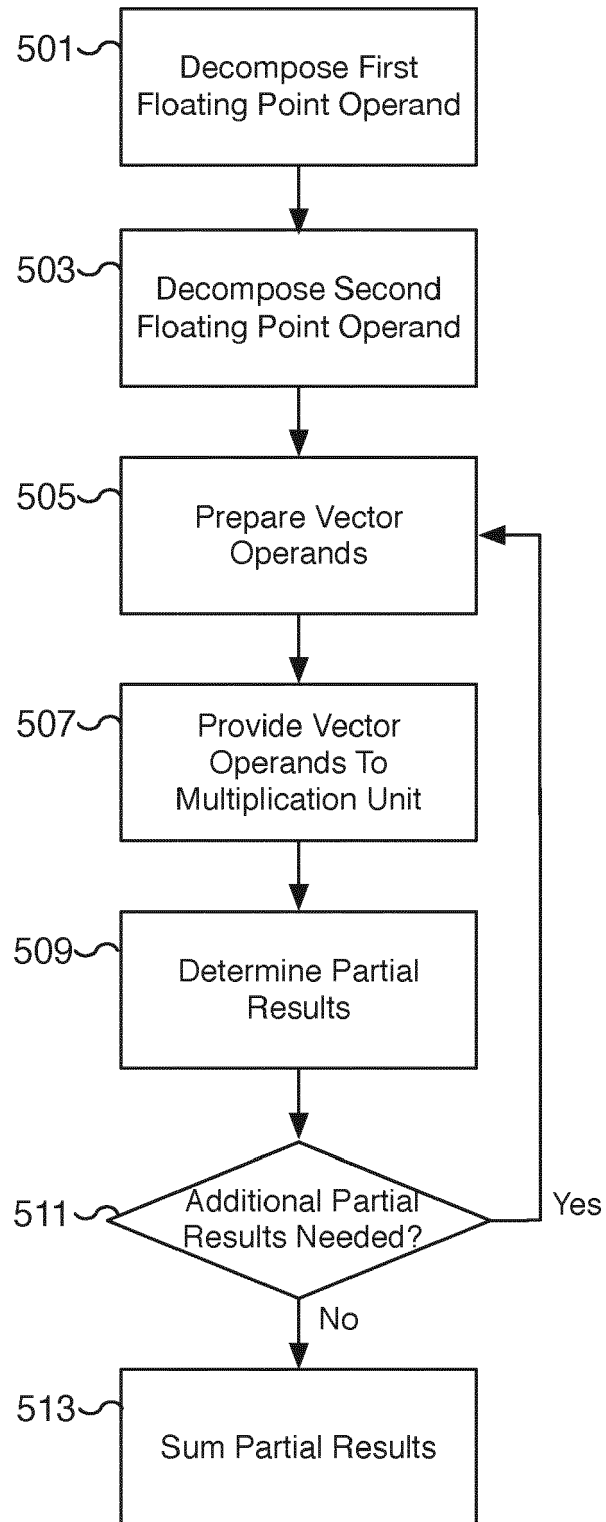 501
Decompose First
Floating Point Operand
503
Decompose Second
Floating Point Operand
505
Prepare Vector
Operands
507
Provide Vector
Operands To
Multiplication Unit
509
Determine Partial
Results
511
Additional Partial
Results Needed?
Yes
No
513
Sum Partial Results